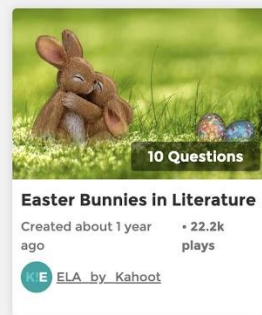 10 Questions
Easter Bunnies in Literature
Created about 1 year
ago
• 22.2k
plays
K!E
ELA_by_Kahoot